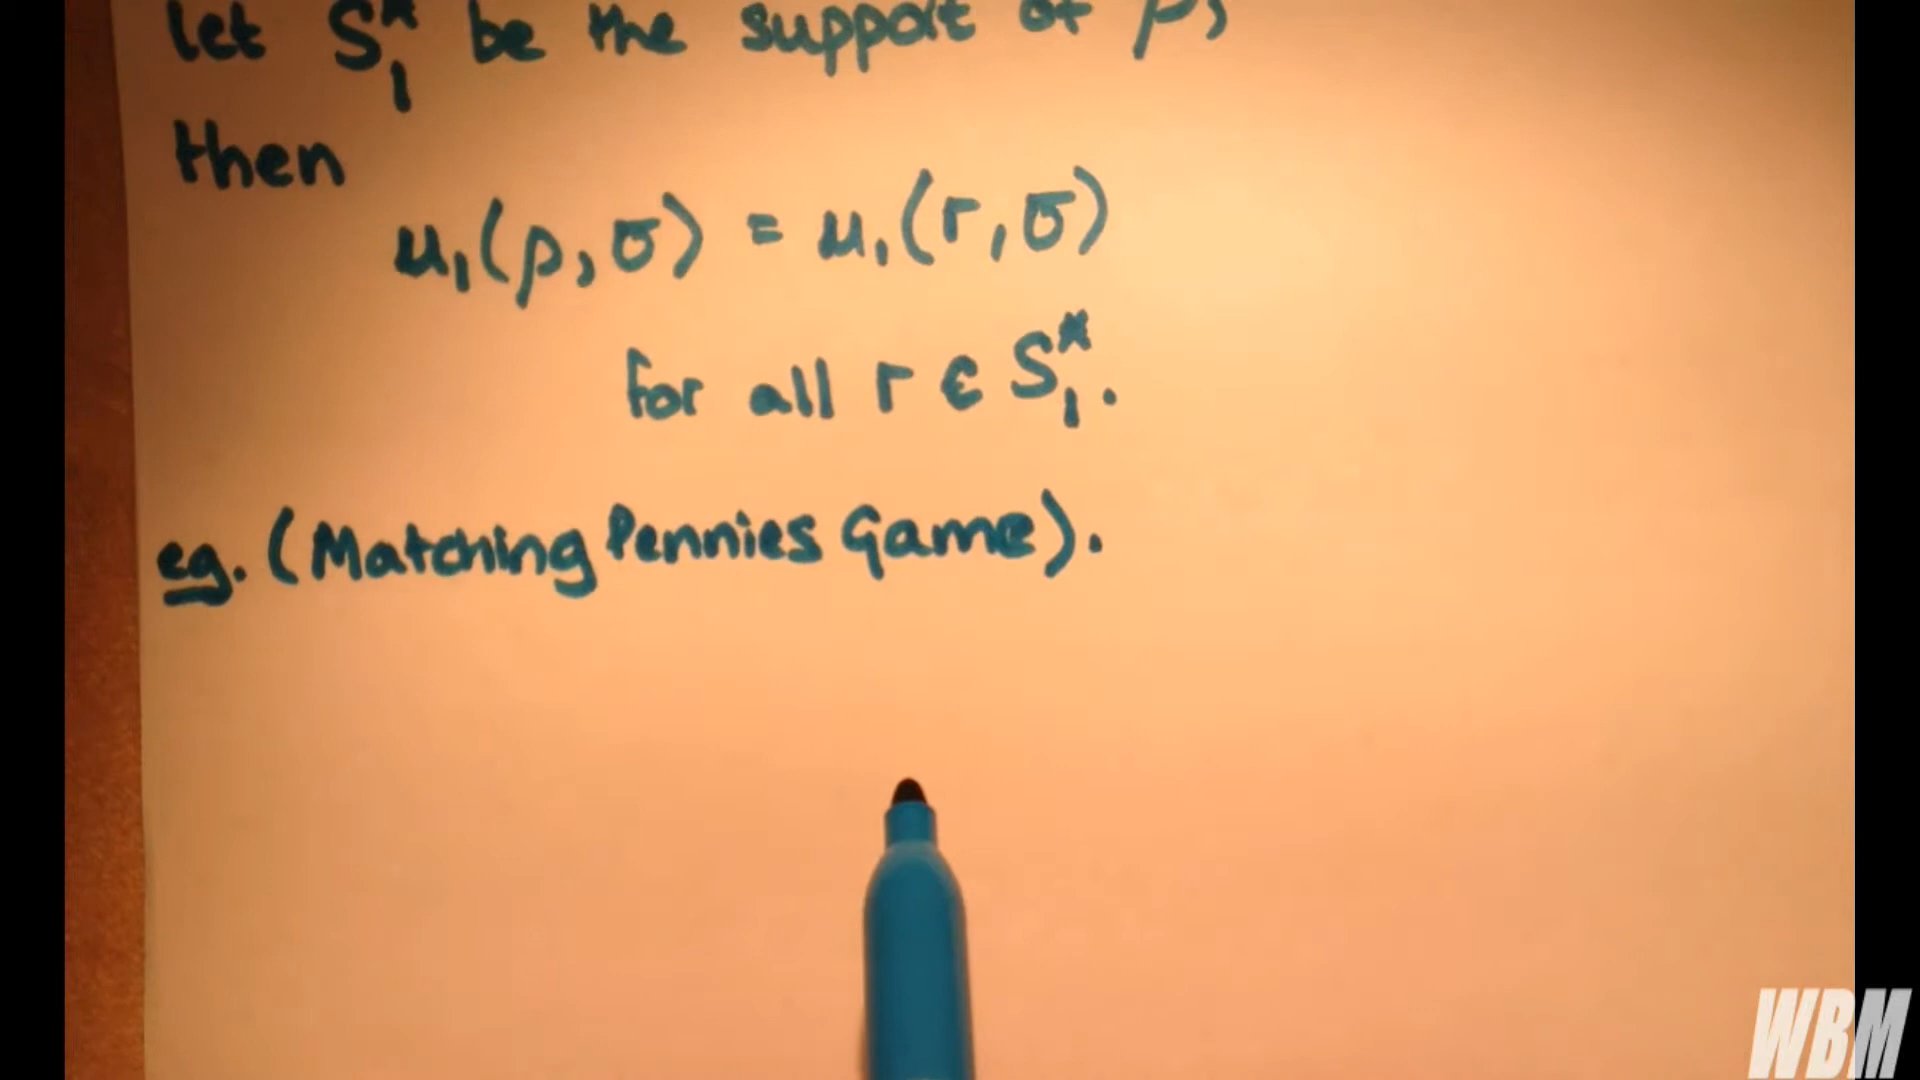 let S₁* be the support of ρ,
then
u₁(ρ,σ) = u₁(r,σ)
for all r ∈ S₁*.
eg. (Matching Pennies Game).
WBM